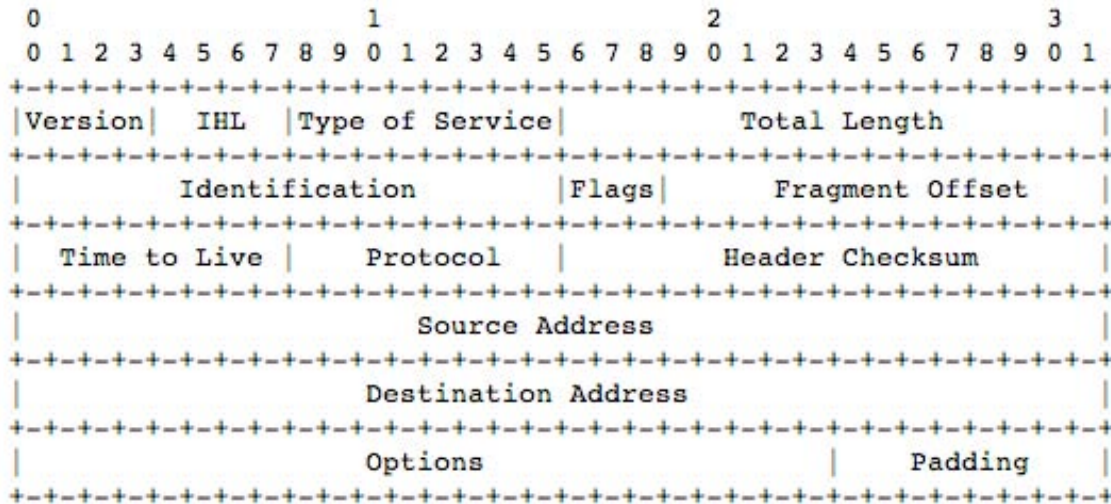 0                   1                   2                   3
 0 1 2 3 4 5 6 7 8 9 0 1 2 3 4 5 6 7 8 9 0 1 2 3 4 5 6 7 8 9 0 1
+-+-+-+-+-+-+-+-+-+-+-+-+-+-+-+-+-+-+-+-+-+-+-+-+-+-+-+-+-+-+-+-+
|Version|  IHL  |Type of Service|          Total Length         |
+-+-+-+-+-+-+-+-+-+-+-+-+-+-+-+-+-+-+-+-+-+-+-+-+-+-+-+-+-+-+-+-+
|         Identification        |Flags|      Fragment Offset    |
+-+-+-+-+-+-+-+-+-+-+-+-+-+-+-+-+-+-+-+-+-+-+-+-+-+-+-+-+-+-+-+-+
|  Time to Live |    Protocol   |         Header Checksum       |
+-+-+-+-+-+-+-+-+-+-+-+-+-+-+-+-+-+-+-+-+-+-+-+-+-+-+-+-+-+-+-+-+
|                       Source Address                          |
+-+-+-+-+-+-+-+-+-+-+-+-+-+-+-+-+-+-+-+-+-+-+-+-+-+-+-+-+-+-+-+-+
|                    Destination Address                        |
+-+-+-+-+-+-+-+-+-+-+-+-+-+-+-+-+-+-+-+-+-+-+-+-+-+-+-+-+-+-+-+-+
|                    Options                    |    Padding    |
+-+-+-+-+-+-+-+-+-+-+-+-+-+-+-+-+-+-+-+-+-+-+-+-+-+-+-+-+-+-+-+-+